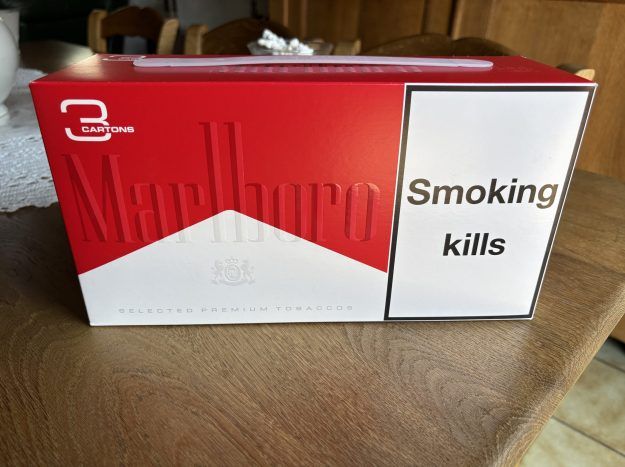 3
CARTONS
Marlboro
SELECTED PREMIUM TOBACCOS
Smoking
kills